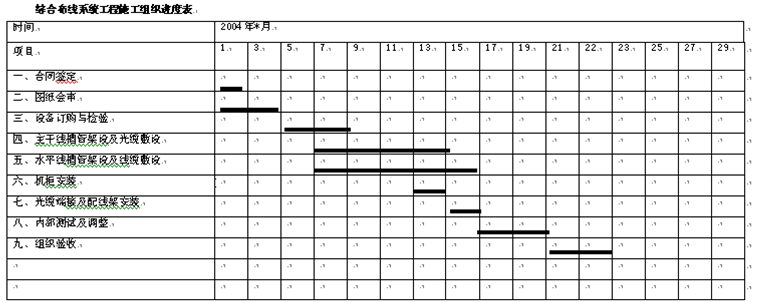 综合布线系统工程施工组织进度表
时间 2004 年*月
项目 1 3 5 7 9 11 13 15 17 19 21 22 23 25 27 29
一、合同签定
二、图纸会审
三、设备订购与检验
四、主干线槽管架设及光缆敷设
五、水平线槽管架设及线缆敷设
六、机柜安装
七、光缆端接及配线架安装
八、内部测试及调整
九、组织验收